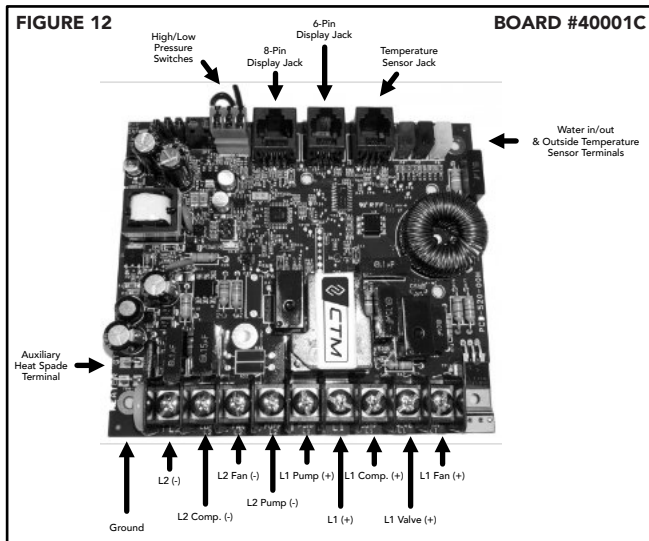 FIGURE 12
BOARD #40001C
High/Low
Pressure
Switches
8-Pin
Display Jack
6-Pin
Display Jack
Temperature
Sensor Jack
Water in/out
& Outside Temperature
Sensor Terminals
CTM
Auxiliary
Heat Spade
Terminal
L2 (-)
L2 Fan (-)
L1 Pump (+)
L1 Comp. (+)
L1 Fan (+)
L2 Comp. (-)
L2 Pump (-)
L1 (+)
L1 Valve (+)
Ground